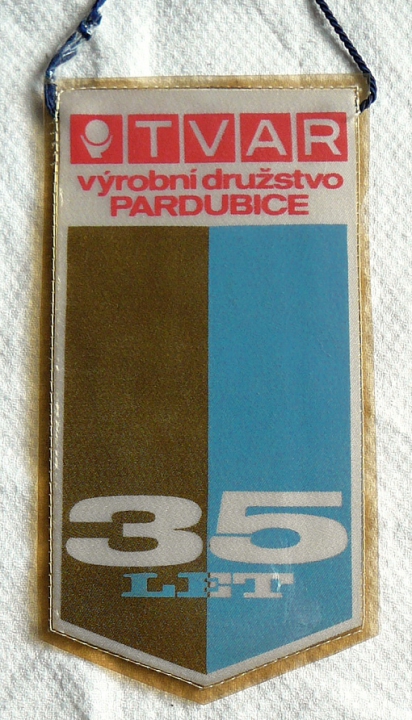 TVAR
výrobní družstvo
PARDUBICE
35
LET